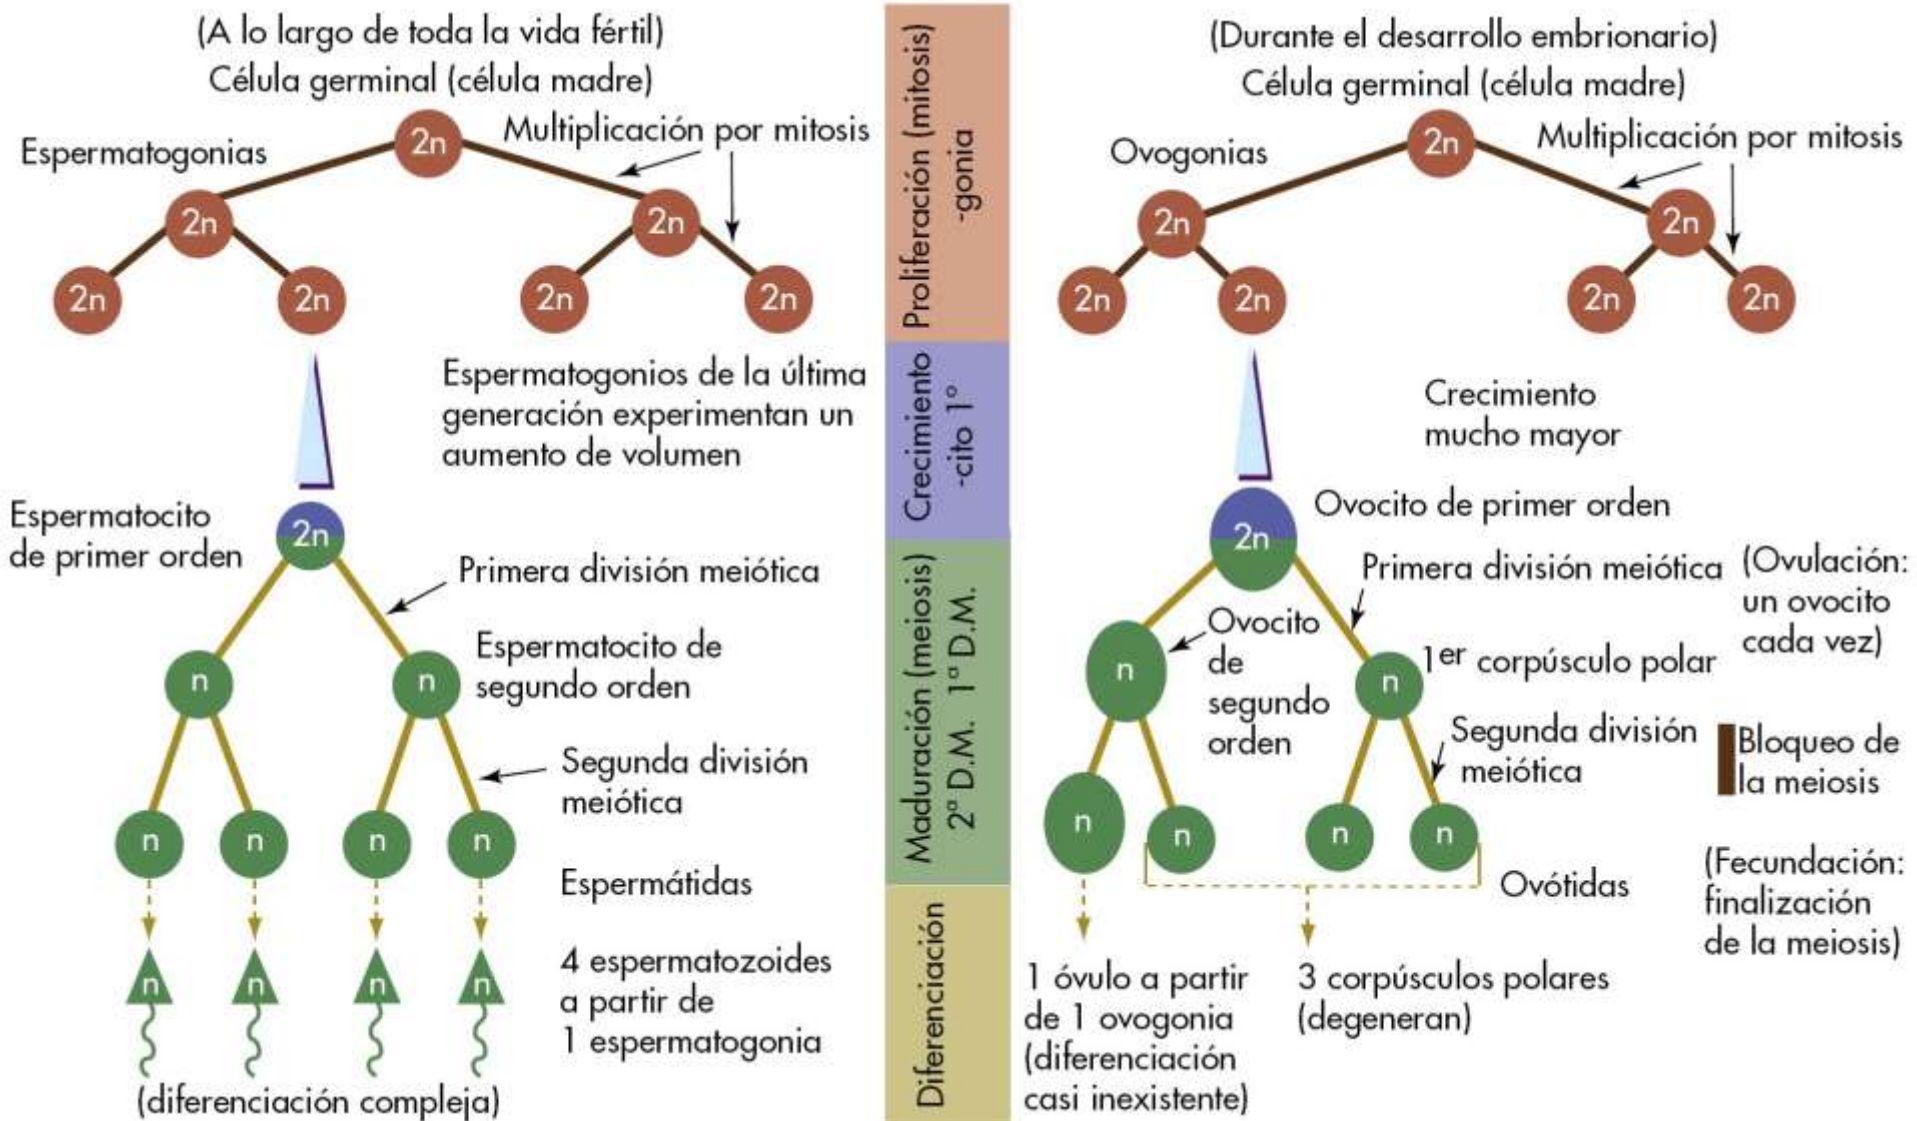 (A lo largo de toda la vida fértil)
Célula germinal (célula madre)
Espermatogonias
Multiplicación por mitosis
2n
2n
2n
2n
2n
2n
2n
Espermatogonios de la última
generación experimentan un
aumento de volumen
Espermatocito
de primer orden
2n
Primera división meiótica
n
n
Espermatocito de
segundo orden
Segunda división
meiótica
n
n
n
n
Espermátidas
n
n
n
n
4 espermatozoides
a partir de
1 espermatogonia
(diferenciación compleja)
Proliferación (mitosis)
-gonia
Crecimiento
-cito 1º
Maduración (meiosis)
2ª D.M. 1ª D.M.
Diferenciación
(Durante el desarrollo embrionario)
Célula germinal (célula madre)
Ovogonias
Multiplicación por mitosis
2n
2n
2n
2n
2n
2n
2n
Crecimiento
mucho mayor
Ovocito de primer orden
2n
Primera división meiótica
(Ovulación:
un ovocito
cada vez)
Ovocito
de
segundo
orden
n
n
1er corpúsculo polar
Segunda división
meiótica
Bloqueo de
la meiosis
n
n
n
n
Ovótidas
(Fecundación:
finalización
de la meiosis)
1 óvulo a partir
de 1 ovogonia
(diferenciación
casi inexistente)
3 corpúsculos polares
(degeneran)